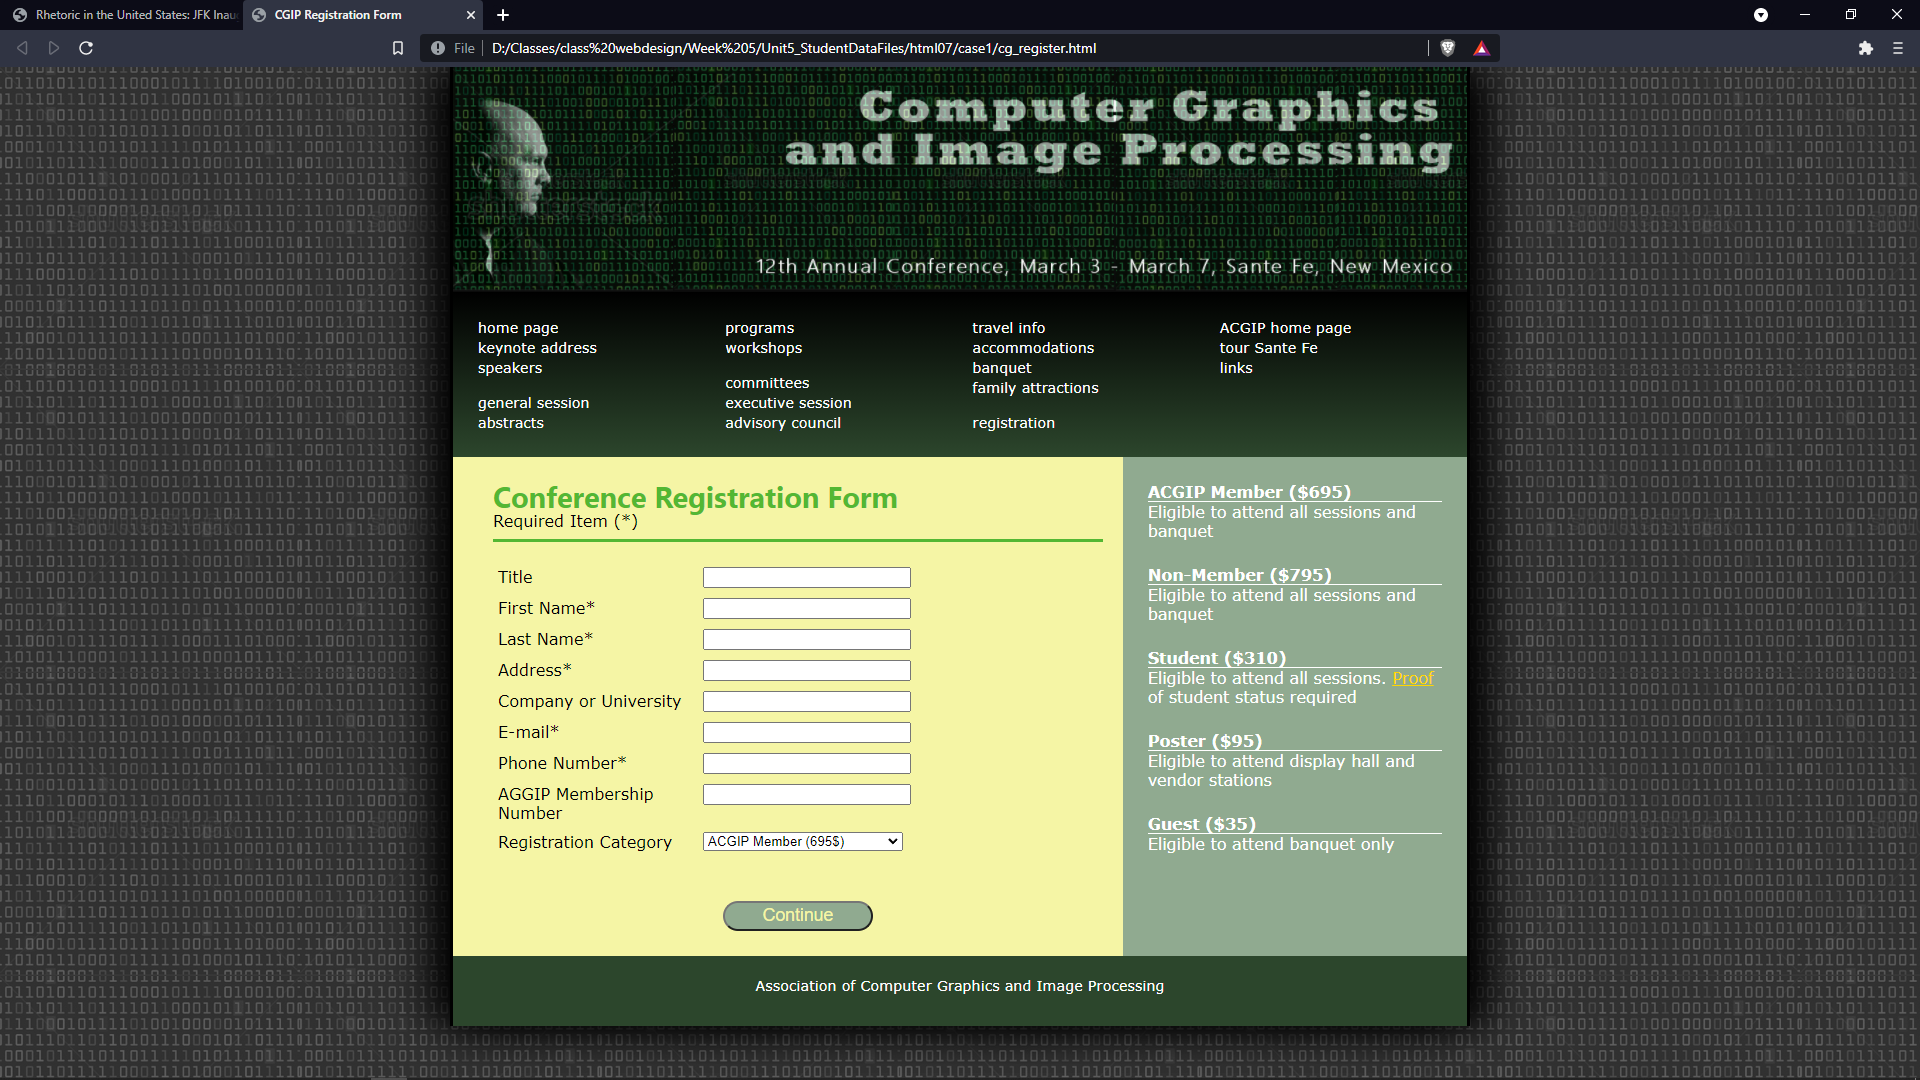 Rhetoric in the United States: JFK Inau
CGIP Registration Form
File
D:/Classes/class%20webdesign/Week%205/Unit5_StudentDataFiles/html07/case1/cg_register.html
Computer Graphics
and Image Processing
12th Annual Conference, March 3 - March 7, Sante Fe, New Mexico
home page
keynote address
speakers
general session
abstracts
programs
workshops
committees
executive session
advisory council
travel info
accommodations
banquet
family attractions
registration
ACGIP home page
tour Sante Fe
links
Conference Registration Form
Required Item (*)
Title
First Name*
Last Name*
Address*
Company or University
E-mail*
Phone Number*
AGGIP Membership
Number
Registration Category
ACGIP Member (695$)
Continue
ACGIP Member ($695)
Eligible to attend all sessions and
banquet
Non-Member ($795)
Eligible to attend all sessions and
banquet
Student ($310)
Eligible to attend all sessions. Proof
of student status required
Poster ($95)
Eligible to attend display hall and
vendor stations
Guest ($35)
Eligible to attend banquet only
Association of Computer Graphics and Image Processing